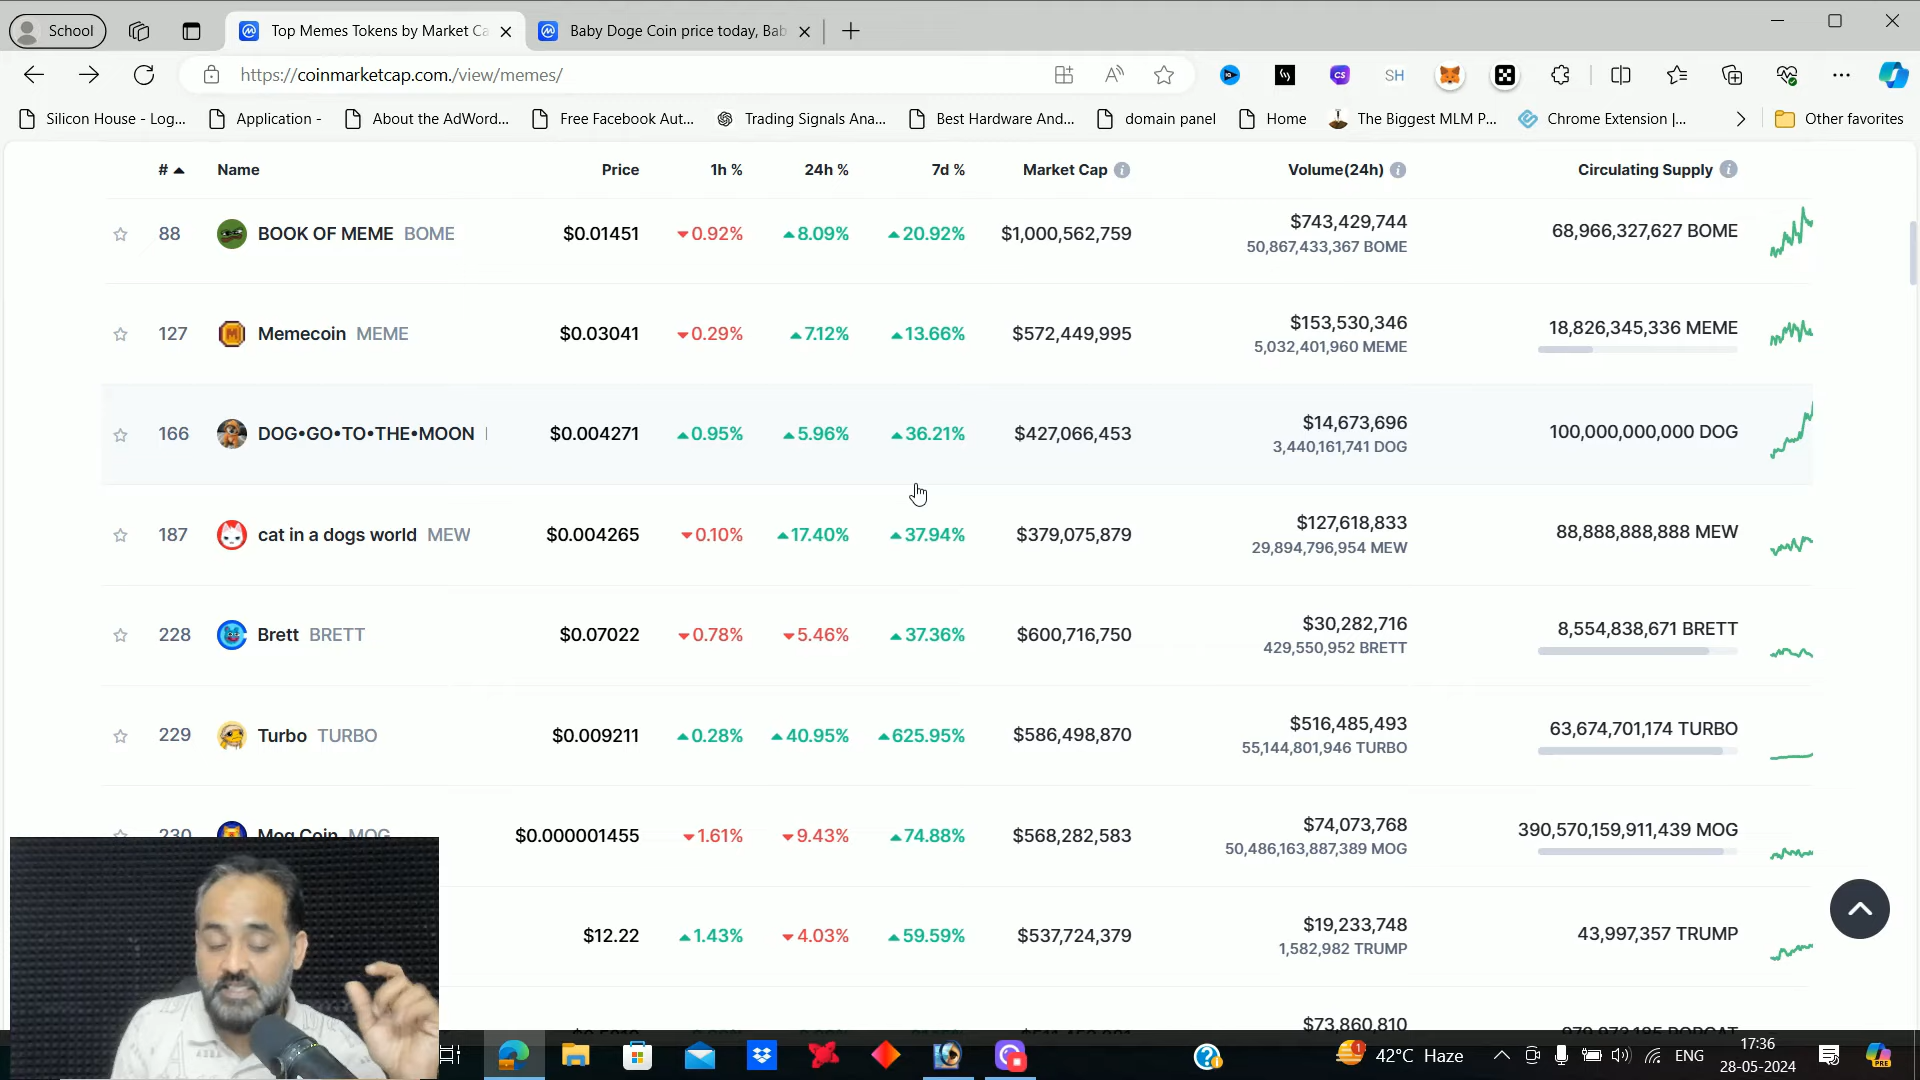 School
Top Memes Tokens by Market Ca
Baby Doge Coin price today, Bab
https://coinmarketcap.com./view/memes/
SH
Silicon House - Log...
Application -
About the AdWord...
Free Facebook Aut...
Trading Signals Ana...
Best Hardware And...
domain panel
Home
The Biggest MLM P...
Chrome Extension |...
Other favorites
# Name Price 1h % 24h % 7d % Market Cap Volume(24h) Circulating Supply
88 BOOK OF MEME BOME $0.01451 0.92% 8.09% 20.92% $1,000,562,759 $743,429,744 68,966,327,627 BOME
50,867,433,367 BOME
127 Memecoin MEME $0.03041 0.29% 7.12% 13.66% $572,449,995 $153,530,346 18,826,345,336 MEME
5,032,401,960 MEME
166 DOG•GO•TO•THE•MOON $0.004271 0.95% 5.96% 36.21% $427,066,453 $14,673,696 100,000,000,000 DOG
3,440,161,741 DOG
187 cat in a dogs world MEW $0.004265 0.10% 17.40% 37.94% $379,075,879 $127,618,833 88,888,888,888 MEW
29,894,796,954 MEW
228 Brett BRETT $0.07022 0.78% 5.46% 37.36% $600,716,750 $30,282,716 8,554,838,671 BRETT
429,550,952 BRETT
229 Turbo TURBO $0.009211 0.28% 40.95% 625.95% $586,498,870 $516,485,493 63,674,701,174 TURBO
55,144,801,946 TURBO
230 Mog Coin MOG $0.000001455 1.61% 9.43% 74.88% $568,282,583 $74,073,768 390,570,159,911,439 MOG
50,486,163,887,389 MOG
$12.22 1.43% 4.03% 59.59% $537,724,379 $19,233,748 43,997,357 TRUMP
1,582,982 TRUMP
$73,860,810
42°C Haze
ENG
17:36
28-05-2024